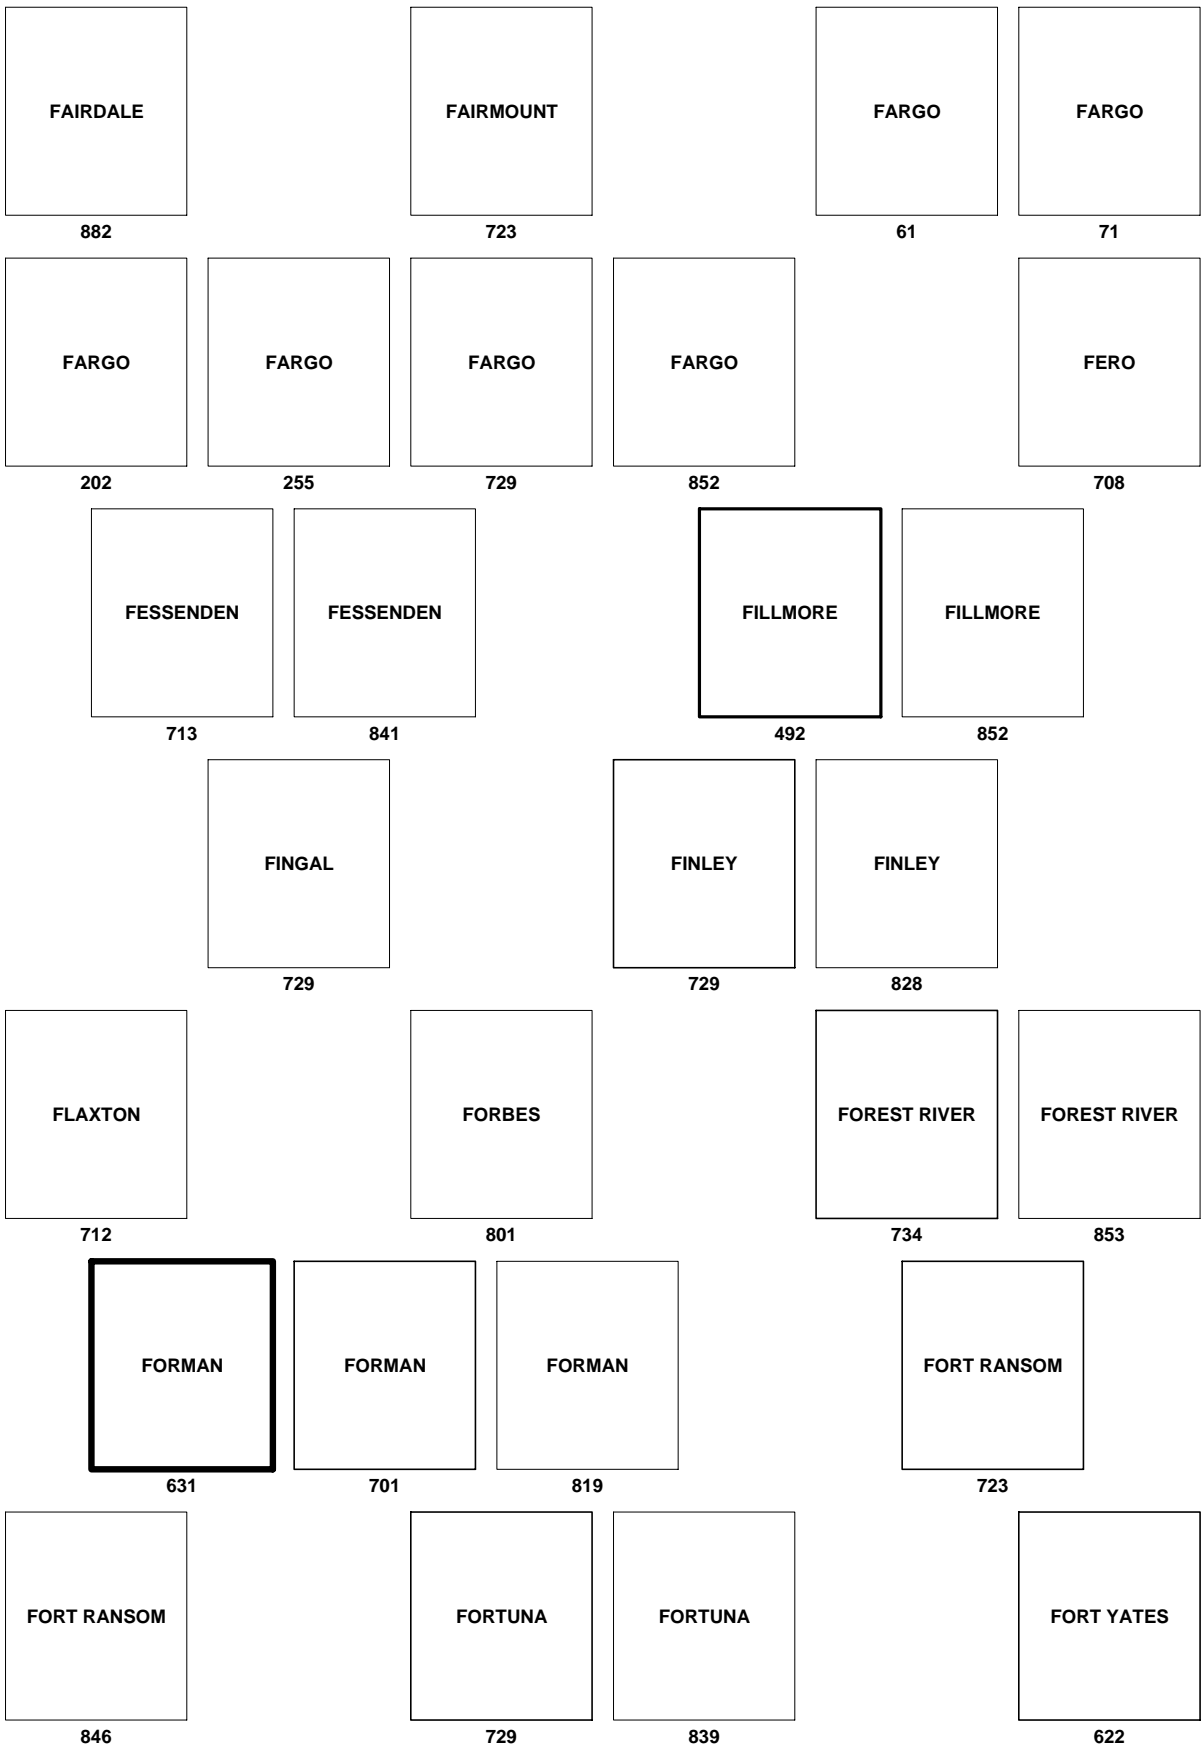 FAIRDALE FAIRMOUNT FARGO FARGO
882 723 61 71
FARGO FARGO FARGO FARGO FERO
202 255 729 852 708
FESSENDEN FESSENDEN FILLMORE FILLMORE
713 841 492 852
FINGAL FINLEY FINLEY
729 729 828
FLAXTON FORBES FOREST RIVER FOREST RIVER
712 801 734 853
FORMAN FORMAN FORMAN FORT RANSOM
631 701 819 723
FORT RANSOM FORTUNA FORTUNA FORT YATES
846 729 839 622